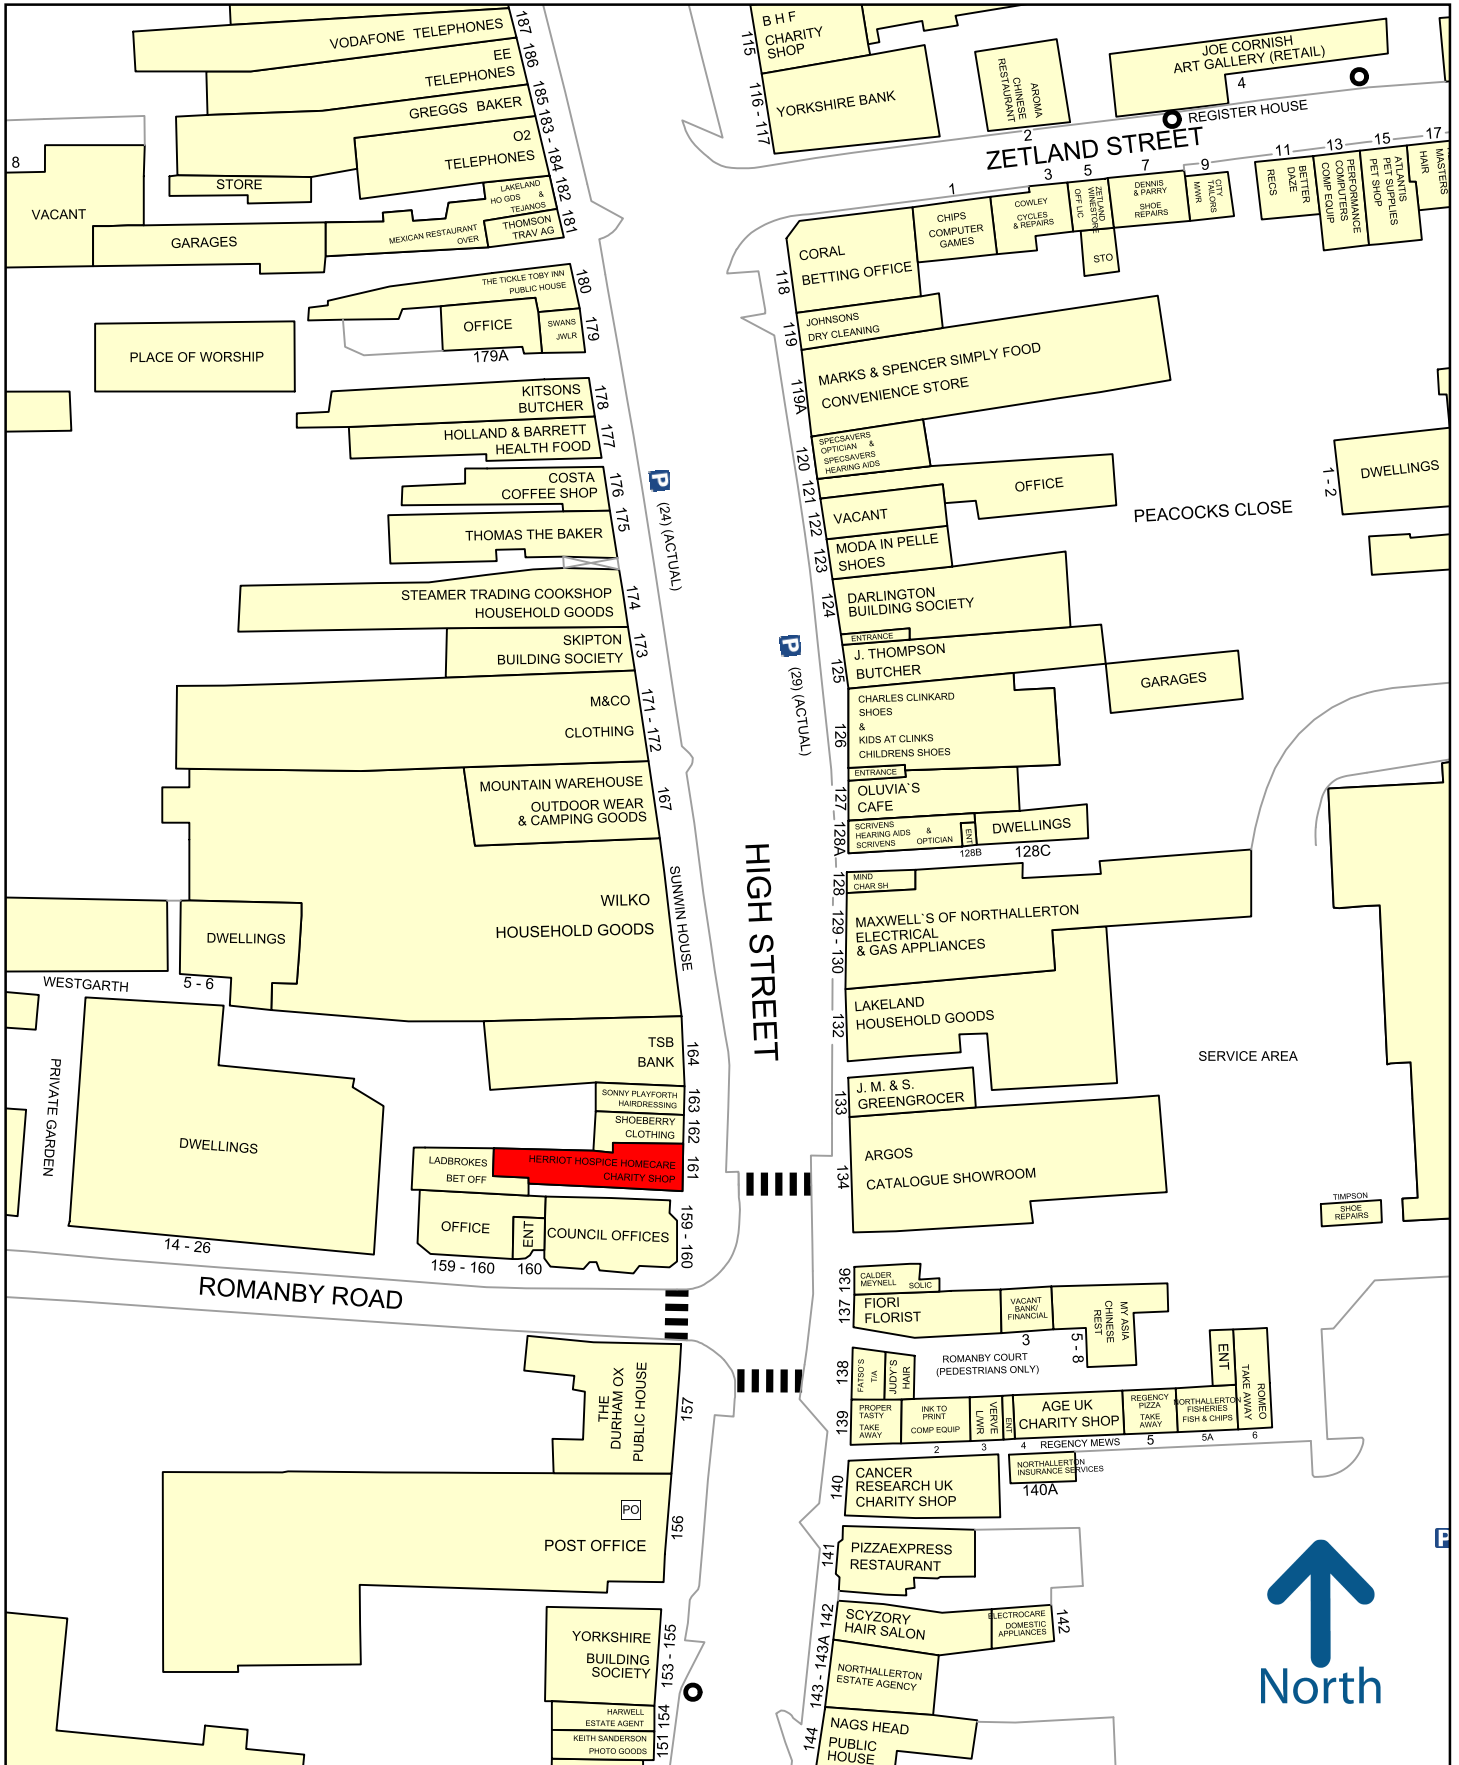 VODAFONE TELEPHONES
187
EE
TELEPHONES
186
GREGGS BAKER
185
O2
TELEPHONES
183 - 184
STORE
LAKELAND
HO GDS &
TEJANOS
182
MEXICAN RESTAURANT
OVER
THOMSON
TRAV AG
181
8
VACANT
GARAGES
THE TICKLE TOBY INN
PUBLIC HOUSE
180
OFFICE
179A
SWANS
JWLR
179
PLACE OF WORSHIP
KITSONS
BUTCHER
178
HOLLAND & BARRETT
HEALTH FOOD
177
COSTA
COFFEE SHOP
176
THOMAS THE BAKER
175
STEAMER TRADING COOKSHOP
HOUSEHOLD GOODS
174
SKIPTON
BUILDING SOCIETY
173
M&CO
CLOTHING
171 - 172
MOUNTAIN WAREHOUSE
OUTDOOR WEAR
& CAMPING GOODS
167
WILKO
HOUSEHOLD GOODS
SUNWIN HOUSE
DWELLINGS
5 - 6
WESTGARTH
PRIVATE GARDEN
DWELLINGS
14 - 26
TSB
BANK
164
SONNY PLAYFORTH
HAIRDRESSING
163
SHOEBERRY
CLOTHING
162
LADBROKES
BET OFF
HERRIOT HOSPICE HOMECARE
CHARITY SHOP
161
OFFICE
ENT
COUNCIL OFFICES
159 - 160
159 - 160
160
ROMANBY ROAD
THE
DURHAM OX
PUBLIC HOUSE
157
PO
POST OFFICE
156
YORKSHIRE
BUILDING
SOCIETY
153 - 155
HARWELL
ESTATE AGENT
154
KEITH SANDERSON
PHOTO GOODS
151
P
(24) (ACTUAL)
P
(29) (ACTUAL)
HIGH STREET
B H F
CHARITY
SHOP
115
YORKSHIRE BANK
116 - 117
AROMA
CHINESE
RESTAURANT
2
JOE CORNISH
ART GALLERY (RETAIL)
4
REGISTER HOUSE
ZETLAND STREET
CORAL
BETTING OFFICE
118
CHIPS
COMPUTER
GAMES
1
COWLEY
CYCLES
& REPAIRS
3
ZETLAND
WINESTORE
OFF LIC
5
STO
DENNIS
& PARRY
SHOE
REPAIRS
7
CITY
TAILORS
M/WR
9
BETTER
DAZE
RECS
11
PERFORMANCE
COMPUTERS
COMP EQUIP
13
ATLANTIS
PET SUPPLIES
PET SHOP
15
MASTERS
HAIR
17
JOHNSONS
DRY CLEANING
119
MARKS & SPENCER SIMPLY FOOD
CONVENIENCE STORE
119A
SPECSAVERS
OPTICIAN &
SPECSAVERS
HEARING AIDS
120
OFFICE
121
VACANT
122
MODA IN PELLE
SHOES
123
DARLINGTON
BUILDING SOCIETY
124
ENTRANCE
J. THOMPSON
BUTCHER
125
GARAGES
CHARLES CLINKARD
SHOES
&
KIDS AT CLINKS
CHILDRENS SHOES
126
ENTRANCE
OLUVIA`S
CAFE
127
SCRIVENS
HEARING AIDS &
SCRIVENS OPTICIAN
128A
ENT
128B
DWELLINGS
128C
PEACOCKS CLOSE
DWELLINGS
1 - 2
MIND
CHAR SH
128
MAXWELL`S OF NORTHALLERTON
ELECTRICAL
& GAS APPLIANCES
129 - 130
LAKELAND
HOUSEHOLD GOODS
132
SERVICE AREA
J. M. & S.
GREENGROCER
133
ARGOS
CATALOGUE SHOWROOM
134
TIMPSON
SHOE
REPAIRS
CALDER
MEYNELL SOLIC
136
FIORI
FLORIST
137
VACANT
BANK/
FINANCIAL
3
MY ASIA
CHINESE
REST
5 - 8
ROMANBY COURT
(PEDESTRIANS ONLY)
FATSO'S
T/A
JUDY'S
HAIR
138
PROPER
TASTY
TAKE
AWAY
139
INK TO
PRINT
COMP EQUIP
2
VERVE
L/WR
3
ENT
4
AGE UK
CHARITY SHOP
REGENCY MEWS
REGENCY
PIZZA
TAKE
AWAY
5
NORTHALLERTON
FISHERIES
FISH & CHIPS
5A
ENT
ROMEO
TAKE AWAY
6
CANCER
RESEARCH UK
CHARITY SHOP
140
NORTHALLERTON
INSURANCE SERVICES
140A
PIZZAEXPRESS
RESTAURANT
141
SCYZORY
HAIR SALON
142
ELECTROCARE
DOMESTIC
APPLIANCES
142
NORTHALLERTON
ESTATE AGENCY
143 - 143A
NAGS HEAD
PUBLIC
HOUSE
144
P
North